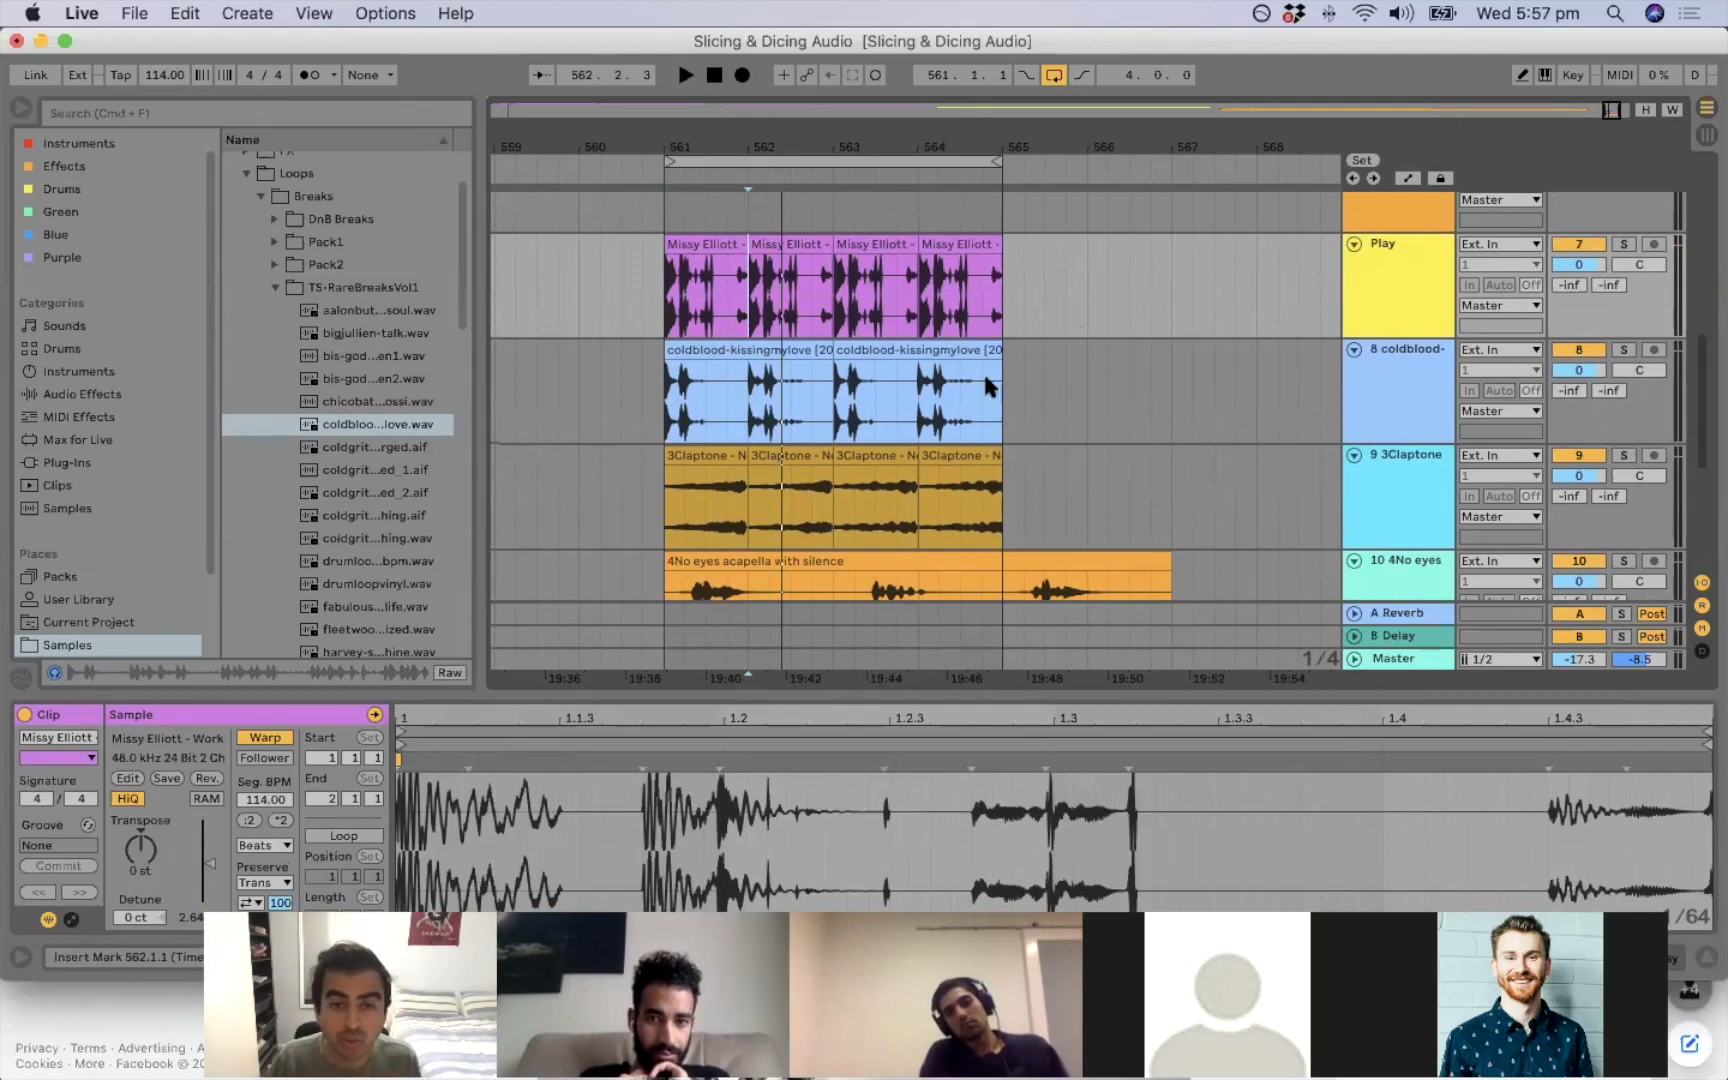 Live File Edit Create View Options Help
Wed 5:57 pm
Slicing & Dicing Audio [Slicing & Dicing Audio]
Link Ext Tap 114.00 4 / 4 None 562. 2. 3 561. 1. 1 4. 0. 0 Key MIDI 0 % D
Search (Cmd + F)
H W
Instruments
Effects
Drums
Green
Blue
Purple
Categories
Sounds
Drums
Instruments
Audio Effects
MIDI Effects
Max for Live
Plug-Ins
Clips
Samples
Places
Packs
User Library
Current Project
Samples
Name
Loops
Breaks
DnB Breaks
Pack1
Pack2
TS-RareBreaksVol1
aalonbut...soul.wav
bigjullien-talk.wav
bis-god...en1.wav
bis-god...en2.wav
chicobat...ossi.wav
coldbloo...love.wav
coldgrit...rged.aif
coldgrit...ed_1.aif
coldgrit...ed_2.aif
coldgrit...hing.aif
coldgrit...hing.wav
drumloo...bpm.wav
drumloopvinyl.wav
fabulous...life.wav
fleetwoo...ized.wav
harvey-s...hine.wav
Raw
559 560 561 562 563 564 565 566 567 568
Set
Master
Missy Elliott - Missy Elliott - Missy Elliott - Missy Elliott -
Play Ext. In 7 S
1 0 C
In Auto Off -inf -inf
Master
coldblood-kissingmylove [20 coldblood-kissingmylove [20
8 coldblood- Ext. In 8 S
1 0 C
In Auto Off -inf -inf
Master
3Claptone - N 3Claptone - N 3Claptone - N 3Claptone - N
9 3Claptone Ext. In 9 S
1 0 C
In Auto Off -inf -inf
Master
4No eyes acapella with silence
10 4No eyes Ext. In 10 S
1 0 C
A Reverb A S Post
B Delay B S Post
1/4 Master 1/2 -17.3 -8.5
19:36 19:38 19:40 19:42 19:44 19:46 19:48 19:50 19:52 19:54
Clip
Missy Elliott
Signature
4 / 4
Groove
None
Commit
<< >>
Sample
Missy Elliott - Work
48.0 kHz 24 Bit 2 Ch
Edit Save Rev.
HiQ RAM
Transpose
0 st
Detune
0 ct 2.64
Warp
Follower
Seg. BPM
114.00
:2 *2
Beats
Preserve
Trans
100
Start Set
1 1 1
End Set
2 1 1
Loop
Position Set
1 1 1
Length Set
1 1.1.3 1.2 1.2.3 1.3 1.3.3 1.4 1.4.3
1/64
Insert Mark 562.1.1 (Time
+4
Privacy · Terms · Advertising · A
Cookies · More · Facebook © 20